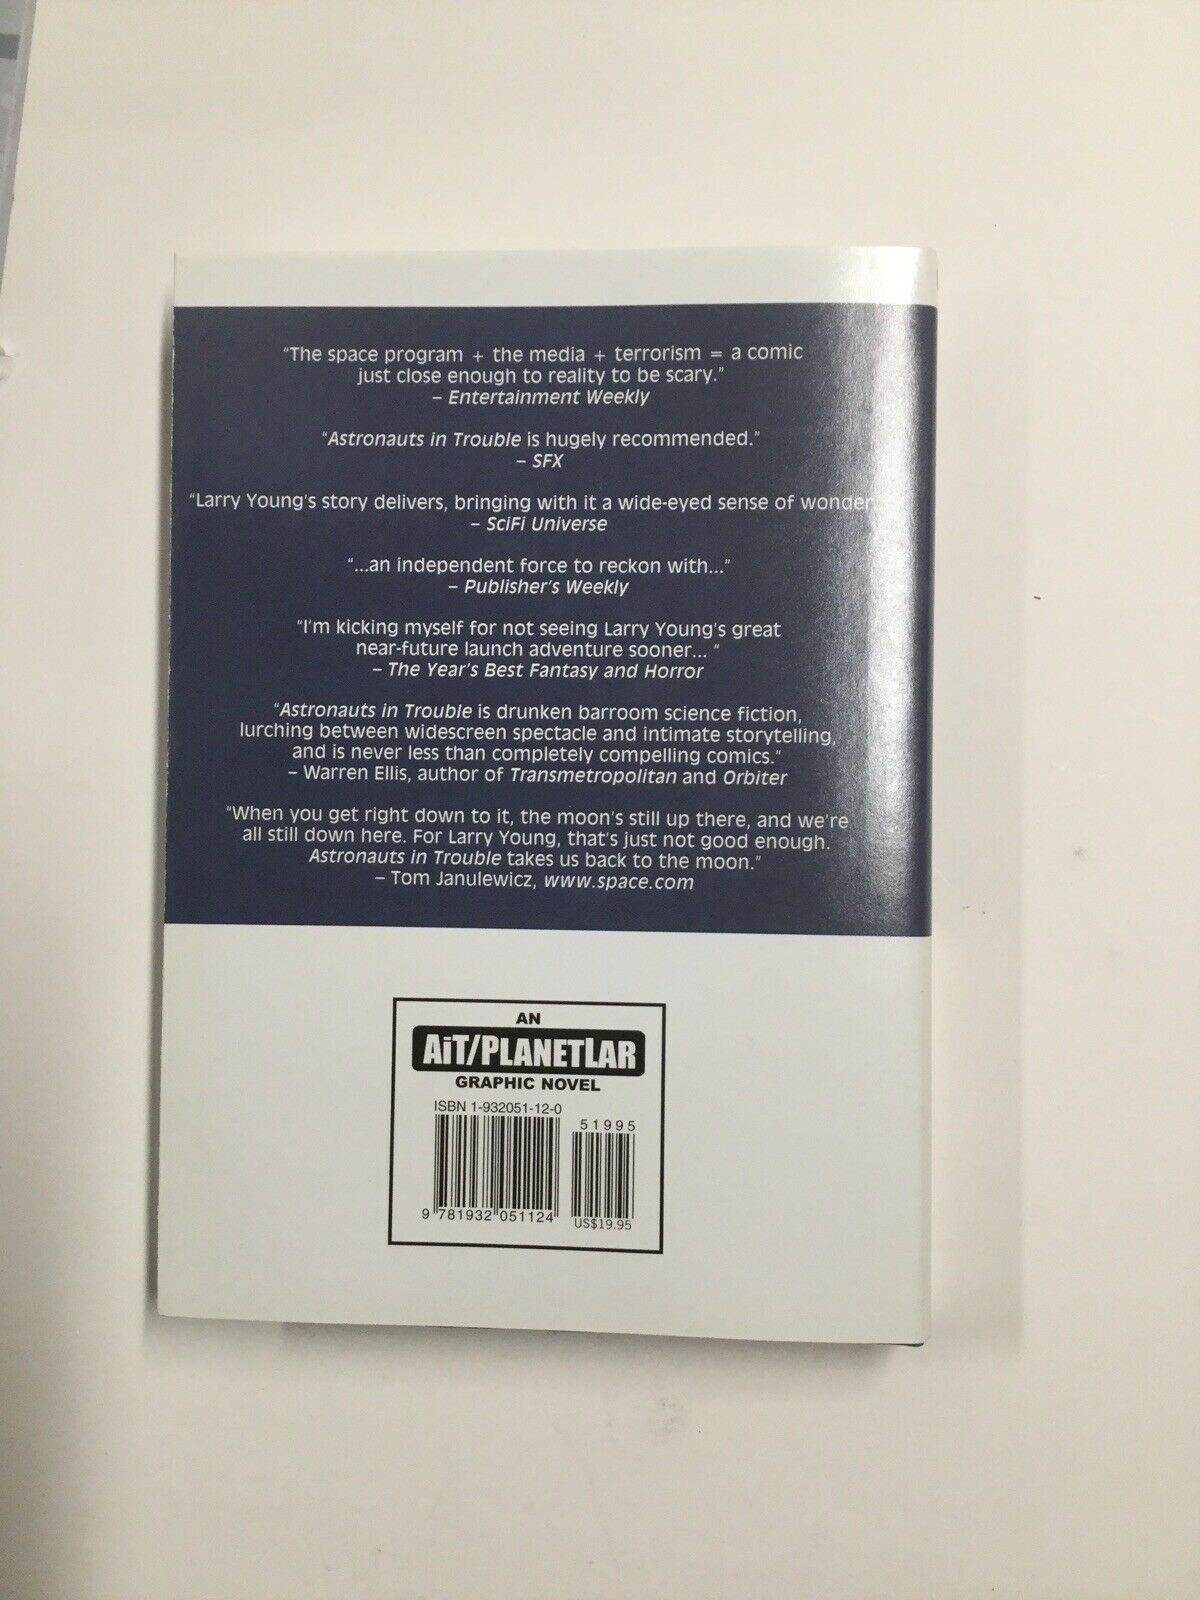 "The space program + the media + terrorism = a comic
just close enough to reality to be scary."
– Entertainment Weekly
"Astronauts in Trouble is hugely recommended."
– SFX
"Larry Young's story delivers, bringing with it a wide-eyed sense of wonder."
– SciFi Universe
"...an independent force to reckon with..."
– Publisher's Weekly
"I'm kicking myself for not seeing Larry Young's great
near-future launch adventure sooner... "
– The Year's Best Fantasy and Horror
"Astronauts in Trouble is drunken barroom science fiction,
lurching between widescreen spectacle and intimate storytelling,
and is never less than completely compelling comics."
– Warren Ellis, author of Transmetropolitan and Orbiter
"When you get right down to it, the moon's still up there, and we're
all still down here. For Larry Young, that's just not good enough.
Astronauts in Trouble takes us back to the moon."
– Tom Janulewicz, www.space.com
AN
AiT/PLANETLAR
GRAPHIC NOVEL
ISBN 1-932051-12-0
51995
9 781932 051124
US$19.95